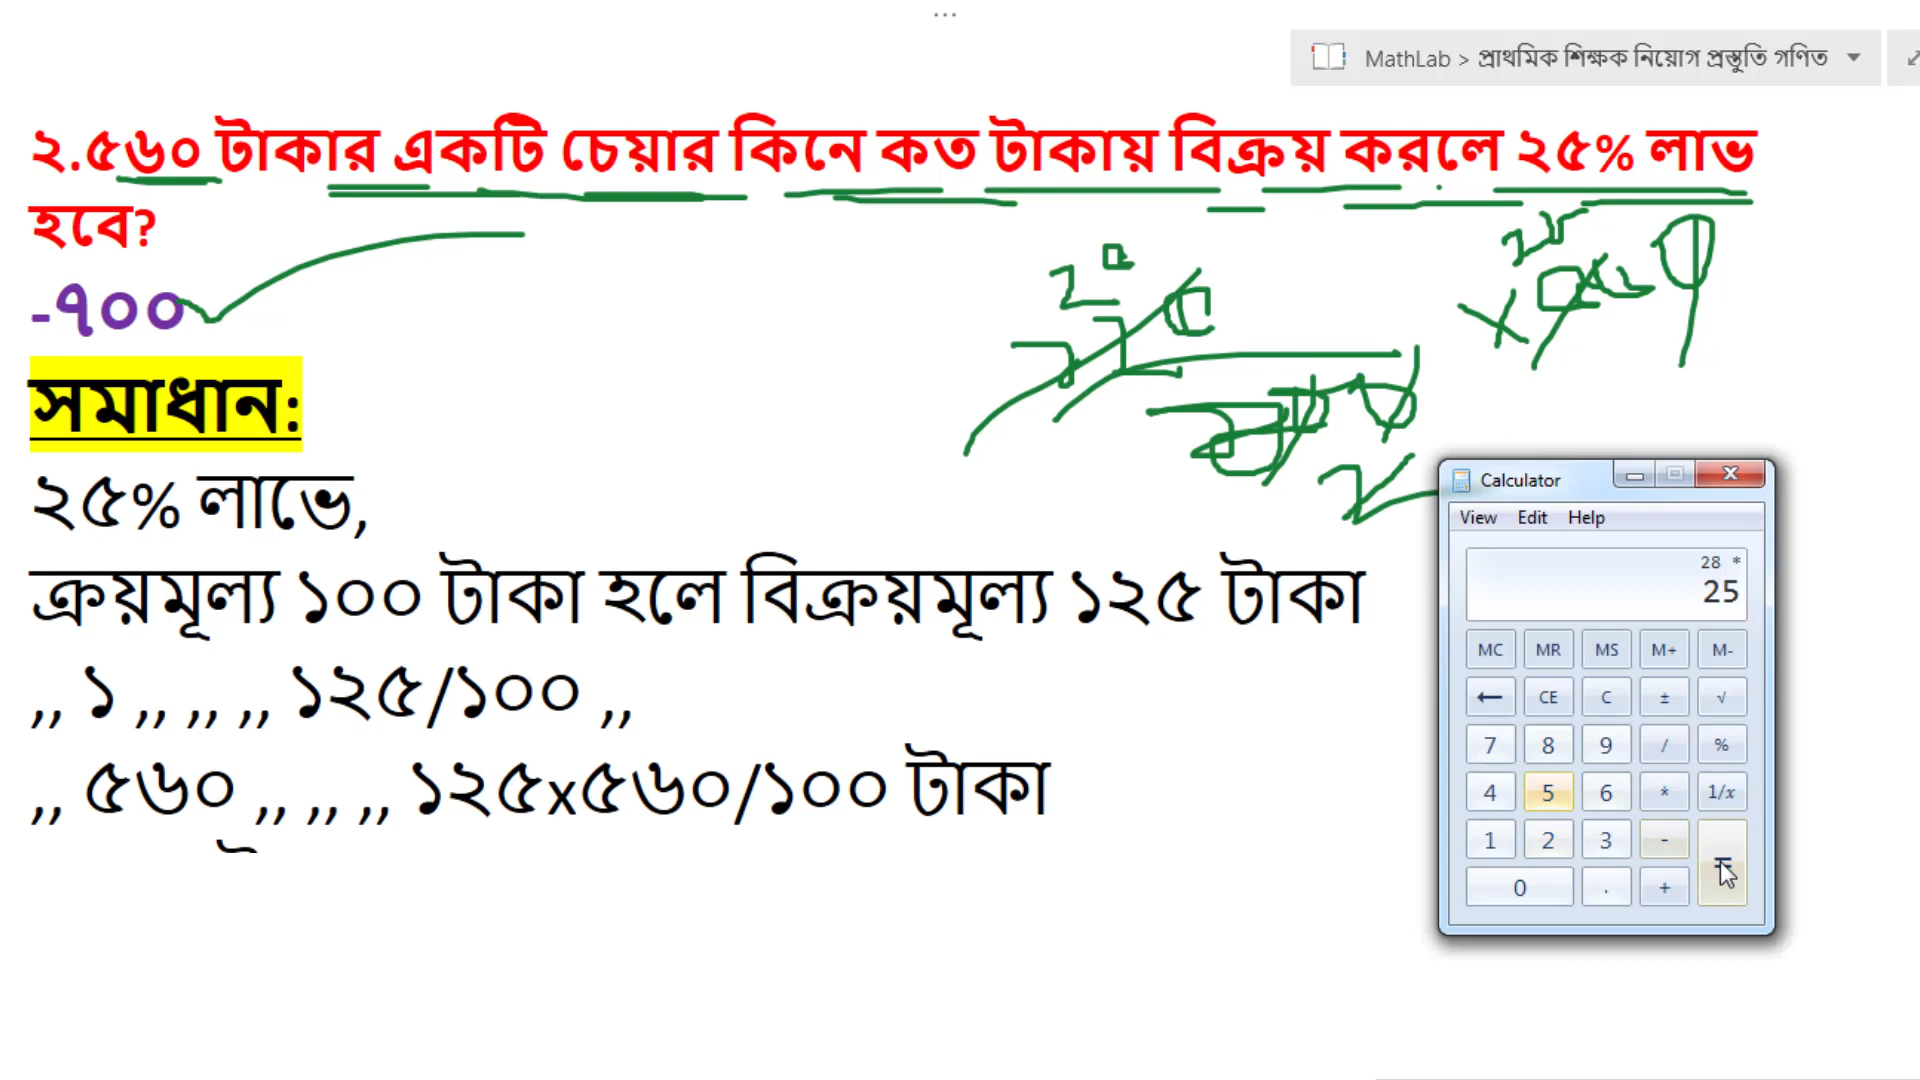 ...
MathLab > প্রাথমিক শিক্ষক নিয়োগ প্রস্তুতি গণিত
২.৫৬০ টাকার একটি চেয়ার কিনে কত টাকায় বিক্রয় করলে ২৫% লাভ
হবে?
-৭০০
সমাধান:
২৫% লাভে,
ক্রয়মূল্য ১০০ টাকা হলে বিক্রয়মূল্য ১২৫ টাকা
,, ১ ,, ,, ,, ১২৫/১০০ ,,
,, ৫৬০ ,, ,, ,, ১২৫x৫৬০/১০০ টাকা
Calculator
View Edit Help
28 *
25
MC MR MS M+ M-
← CE C ± √
7 8 9 / %
4 5 6 * 1/x
1 2 3 - =
0 . +